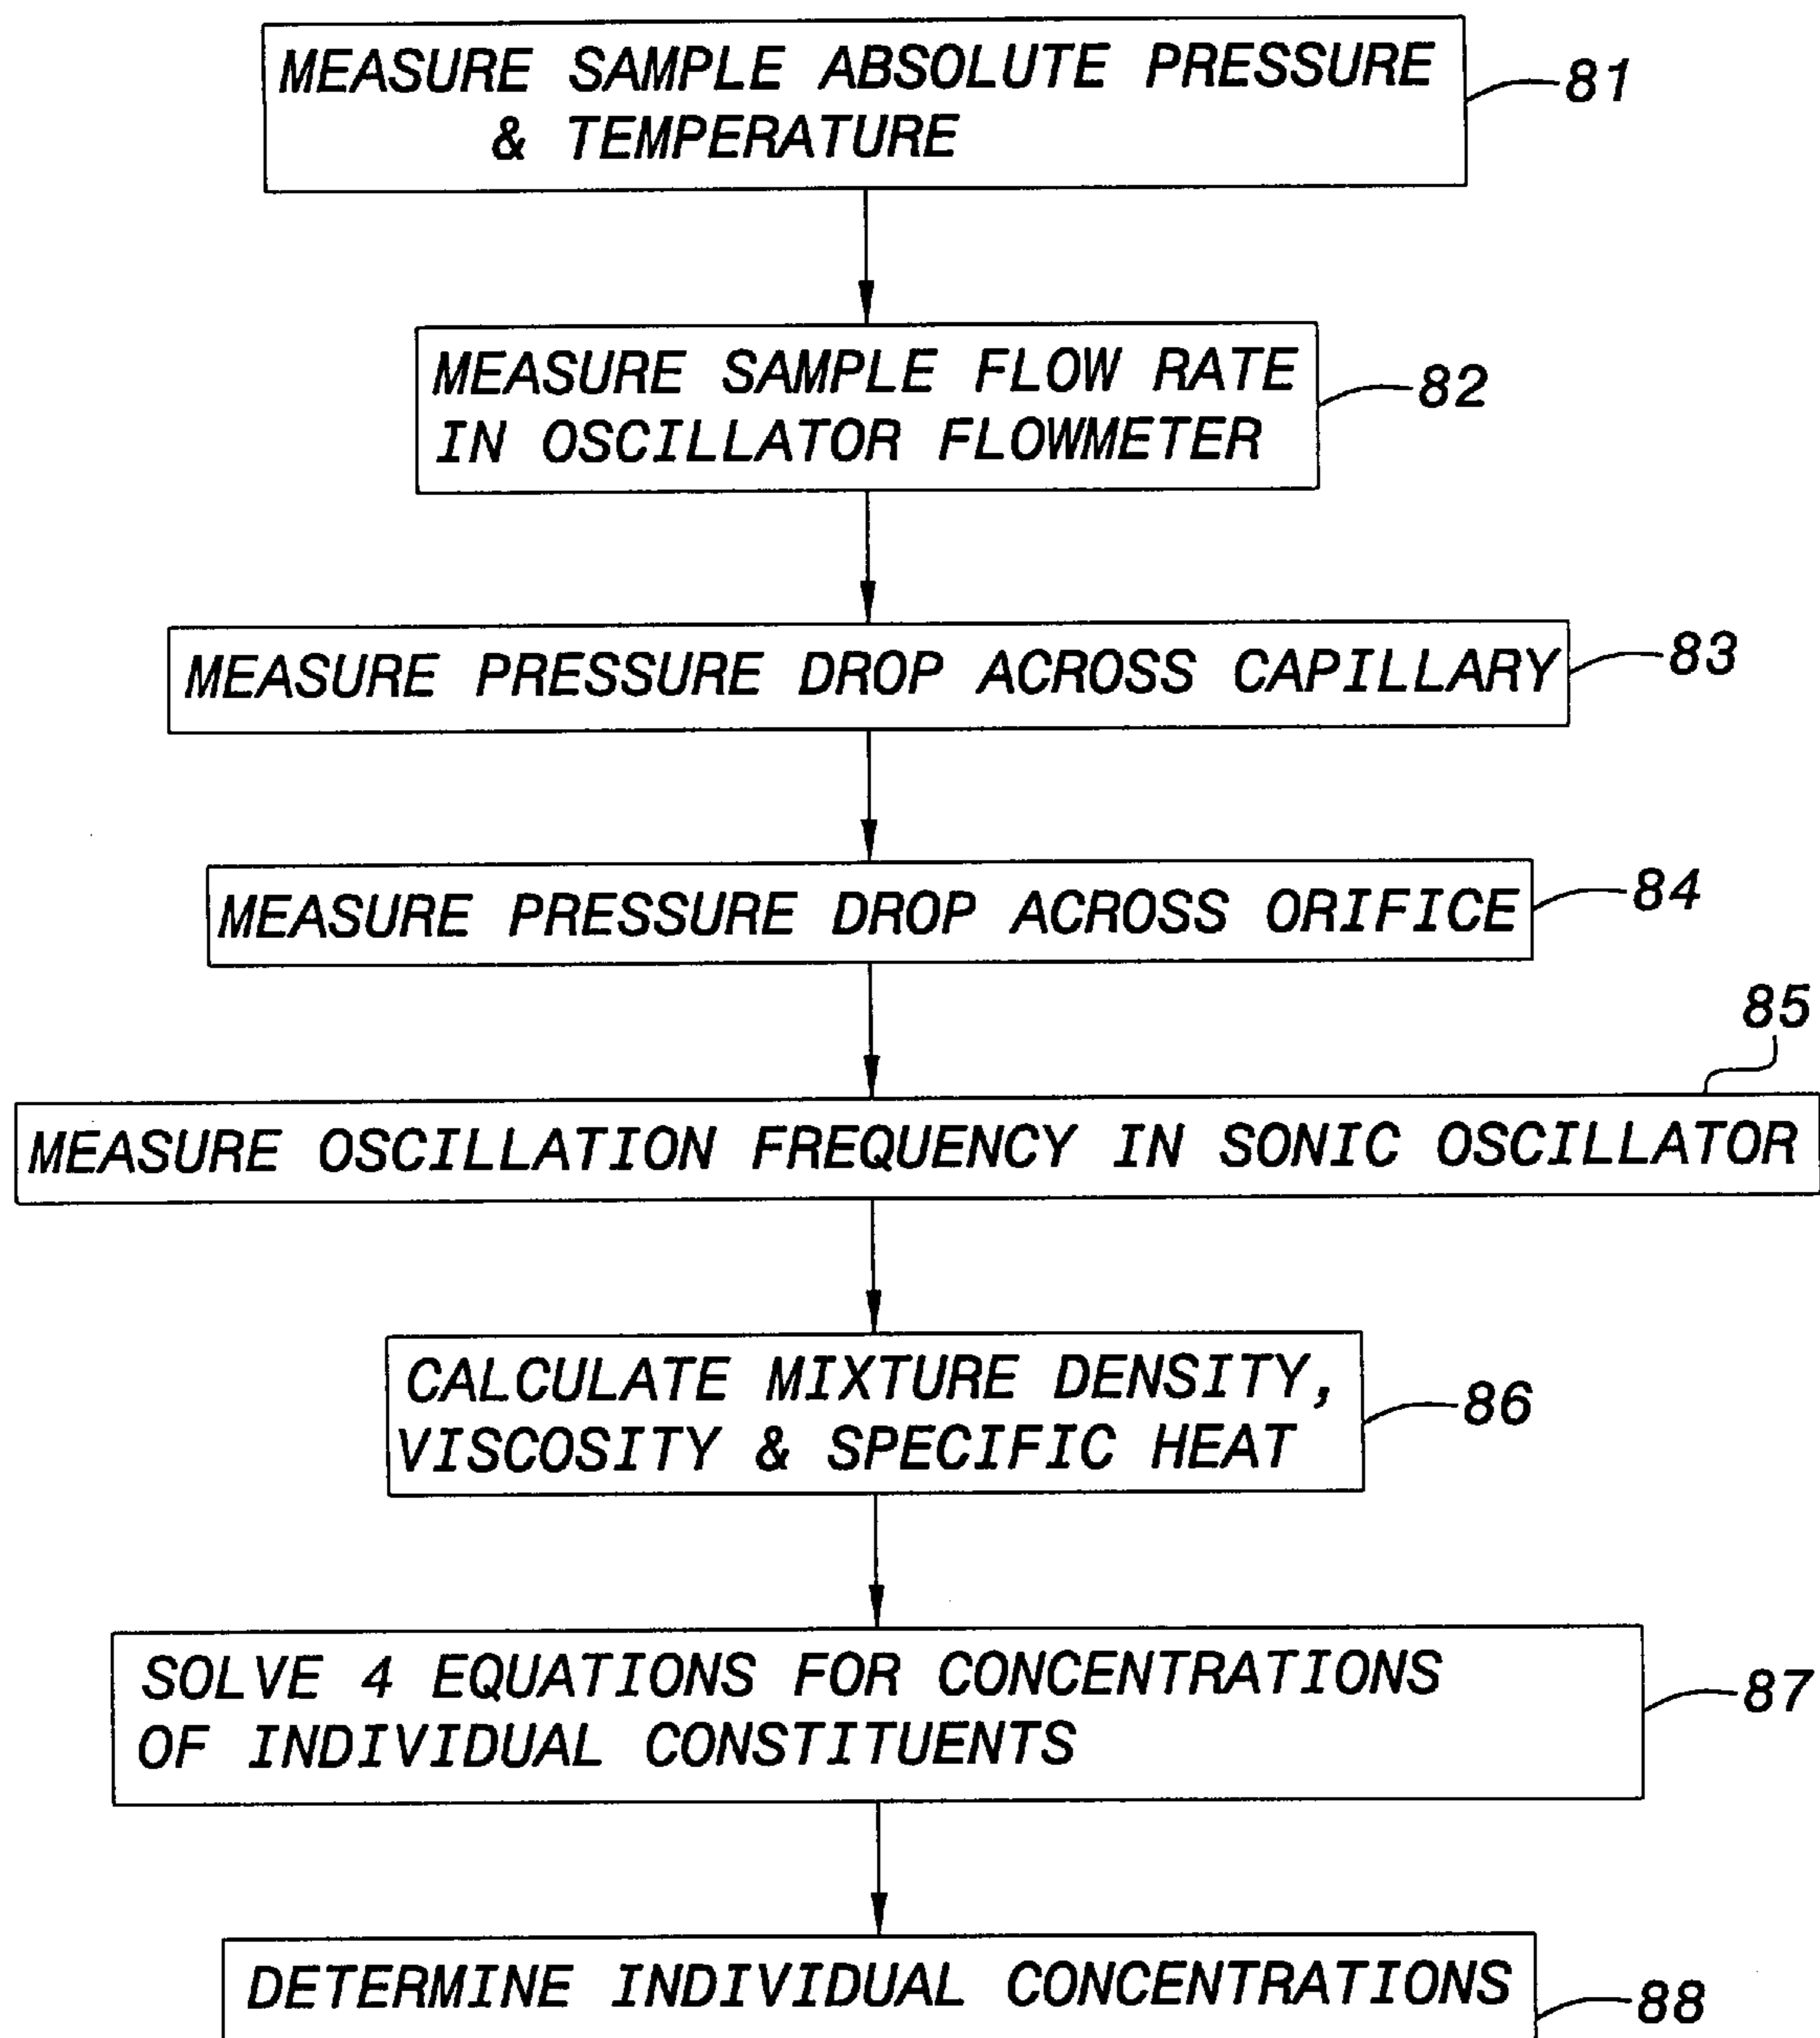 MEASURE SAMPLE ABSOLUTE PRESSURE
& TEMPERATURE
81
MEASURE SAMPLE FLOW RATE
IN OSCILLATOR FLOWMETER
82
MEASURE PRESSURE DROP ACROSS CAPILLARY
83
MEASURE PRESSURE DROP ACROSS ORIFICE
84
85
MEASURE OSCILLATION FREQUENCY IN SONIC OSCILLATOR
CALCULATE MIXTURE DENSITY,
VISCOSITY & SPECIFIC HEAT
86
SOLVE 4 EQUATIONS FOR CONCENTRATIONS
OF INDIVIDUAL CONSTITUENTS
87
DETERMINE INDIVIDUAL CONCENTRATIONS
88